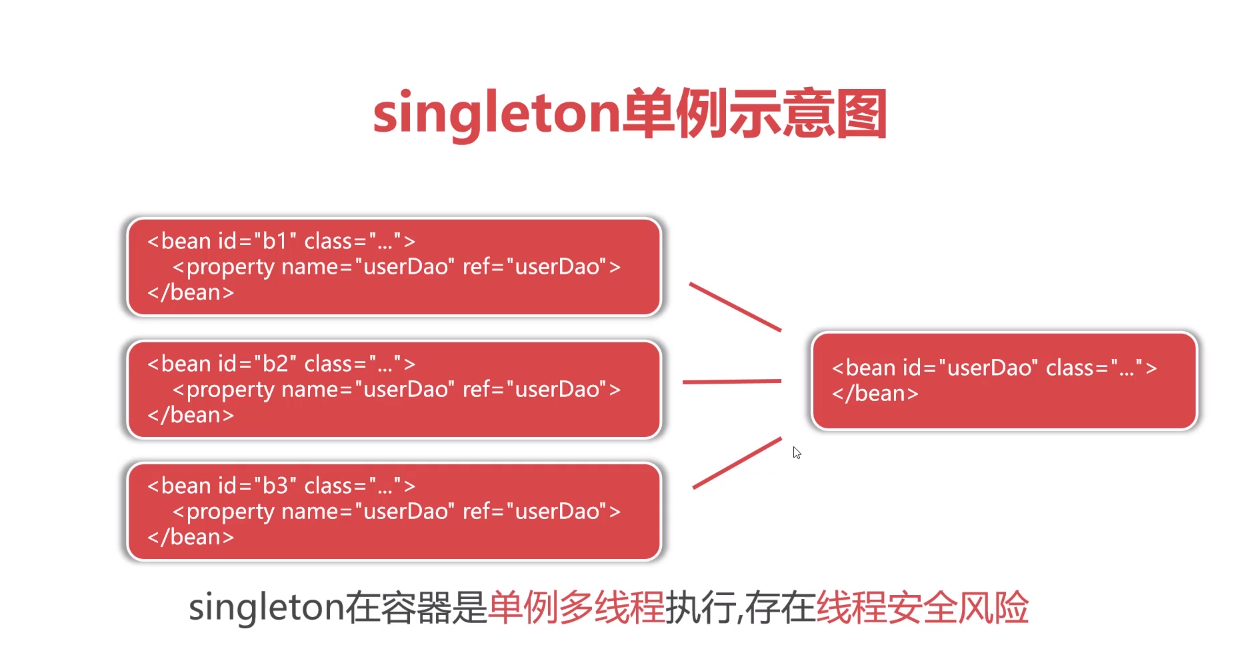 singleton单例示意图
<bean id="b1" class="...">
<property name="userDao" ref="userDao">
</bean>
<bean id="b2" class="...">
<property name="userDao" ref="userDao">
</bean>
<bean id="b3" class="...">
<property name="userDao" ref="userDao">
</bean>
<bean id="userDao" class="...">
</bean>
singleton在容器是单例多线程执行,存在线程安全风险